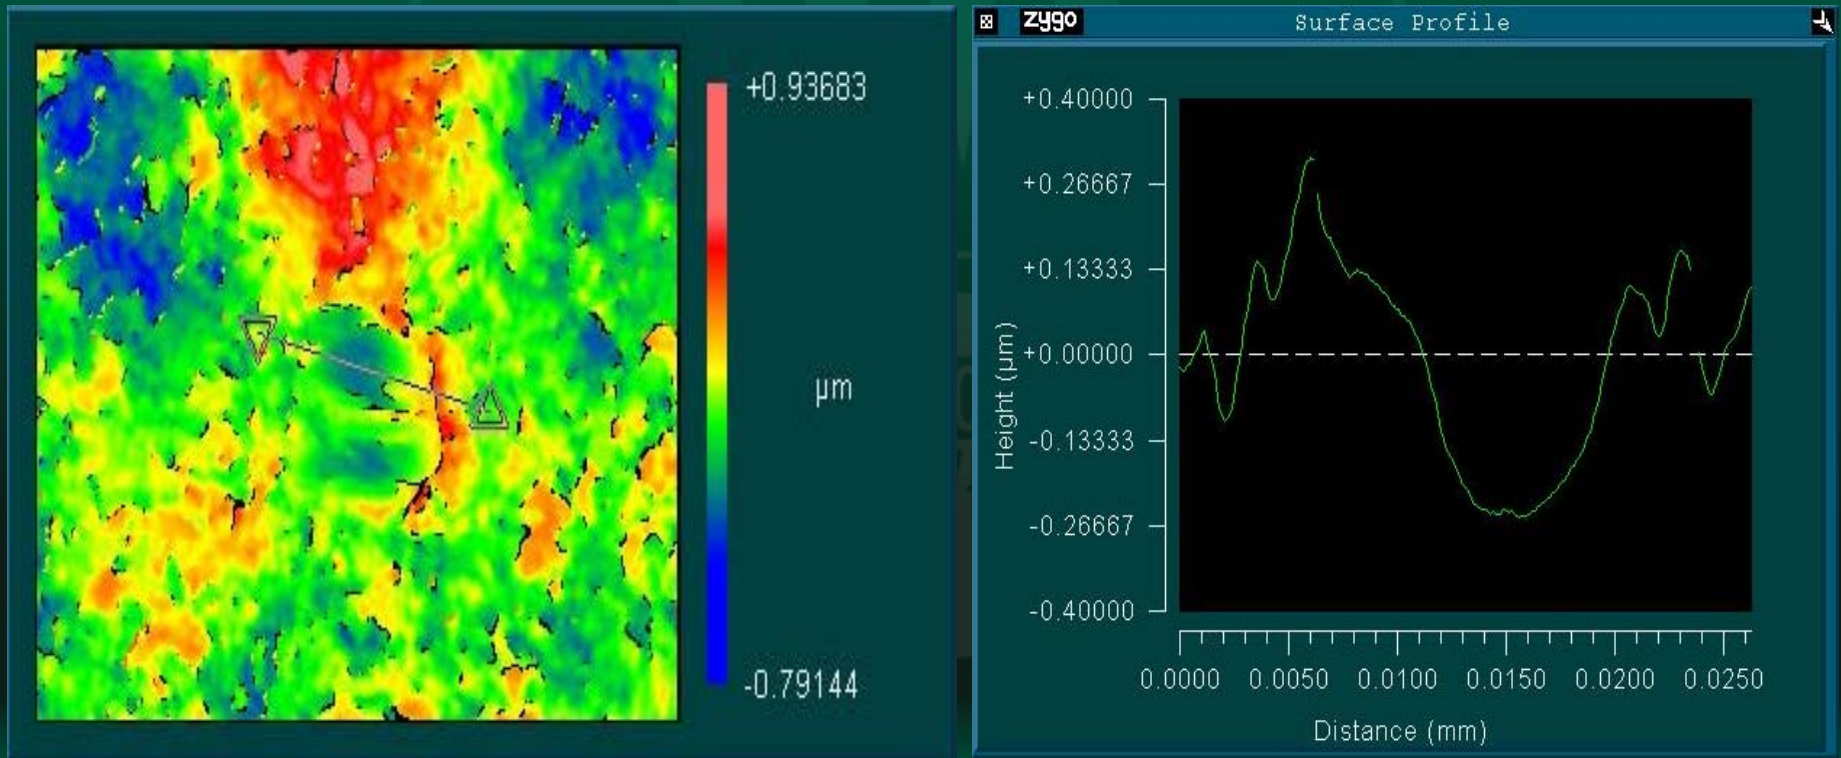 +0.93683
µm
-0.79144
zygo
Surface Profile
+0.40000
+0.26667
+0.13333
+0.00000
-0.13333
-0.26667
-0.40000
Height (µm)
0.0000 0.0050 0.0100 0.0150 0.0200 0.0250
Distance (mm)